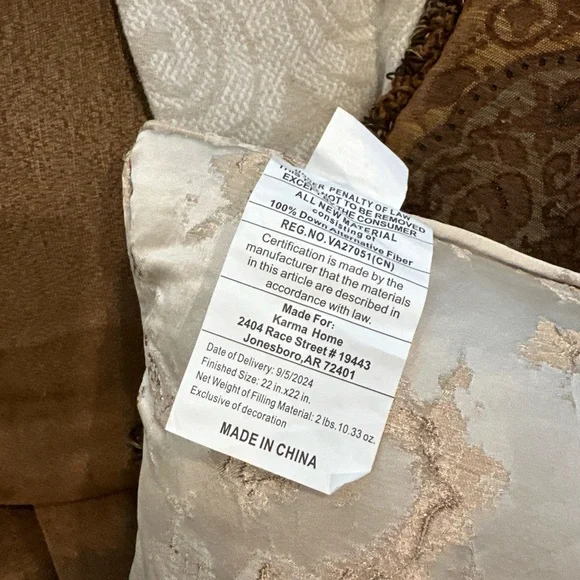 PENALTY OF LAW
EXCEPT NOT TO BE REMOVED
THE CONSUMER
ALL NEW MATERIAL
consisting of
100% Down Alternative Fiber
REG.NO.VA27051(CN)
Certification is made by the
manufacturer that the materials
in this article are described in
accordance with law.
Made For:
Karma Home
2404 Race Street # 19443
Jonesboro,AR 72401
Date of Delivery: 9/5/2024
Finished Size: 22 in.x22 in.
Net Weight of Filling Material: 2 lbs.10.33 oz.
Exclusive of decoration
MADE IN CHINA